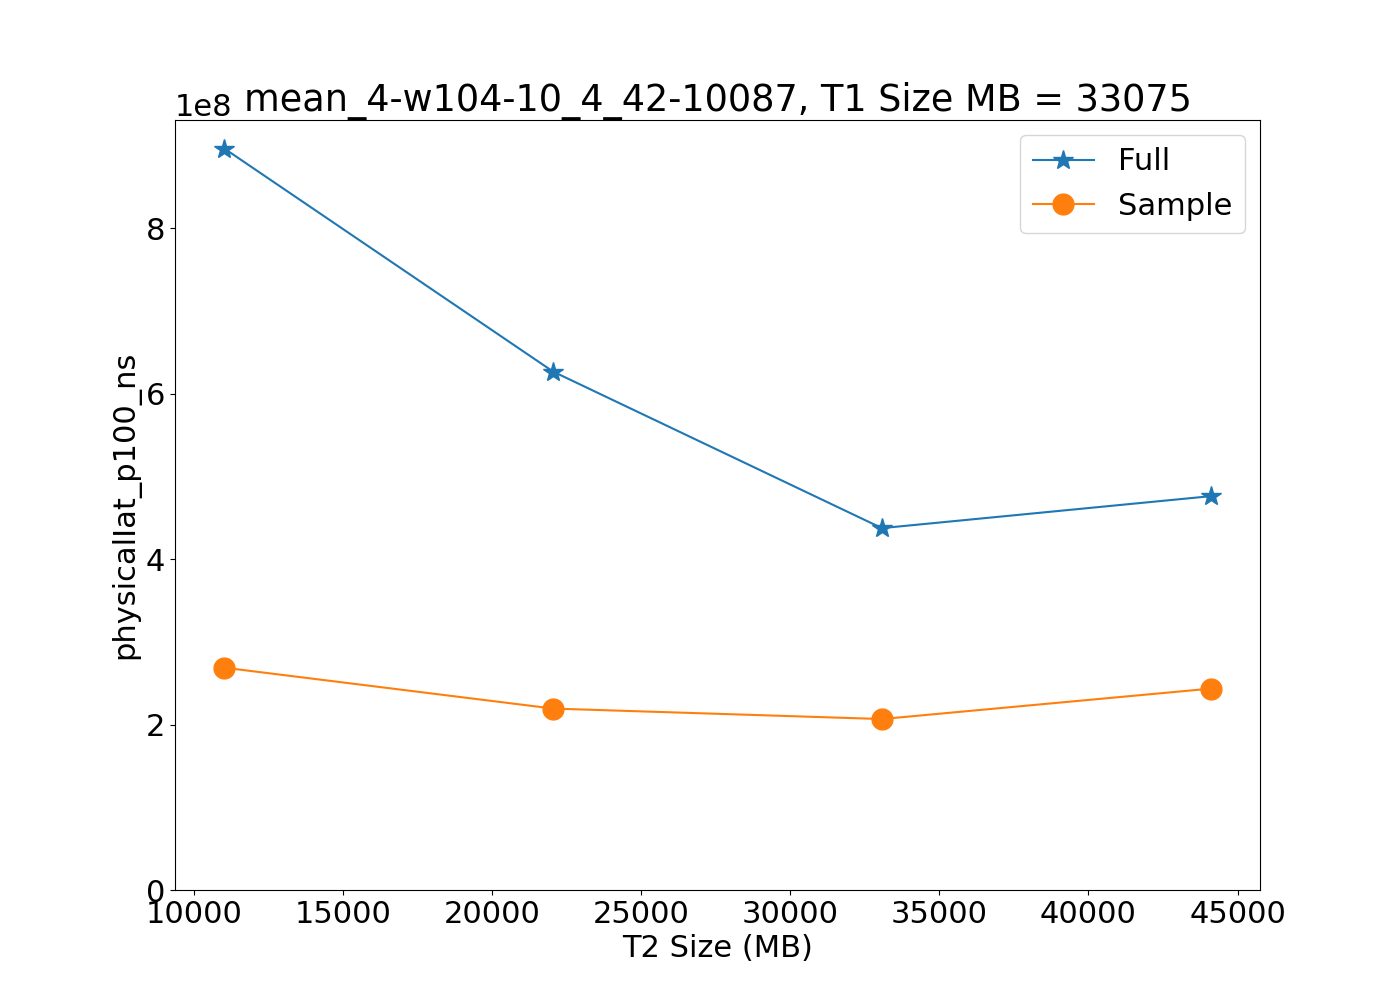 1e8
mean_4-w104-10_4_42-10087, T1 Size MB = 33075
Full
Sample
physicallat_p100_ns
8
6
4
2
0
10000 15000 20000 25000 30000 35000 40000 45000
T2 Size (MB)